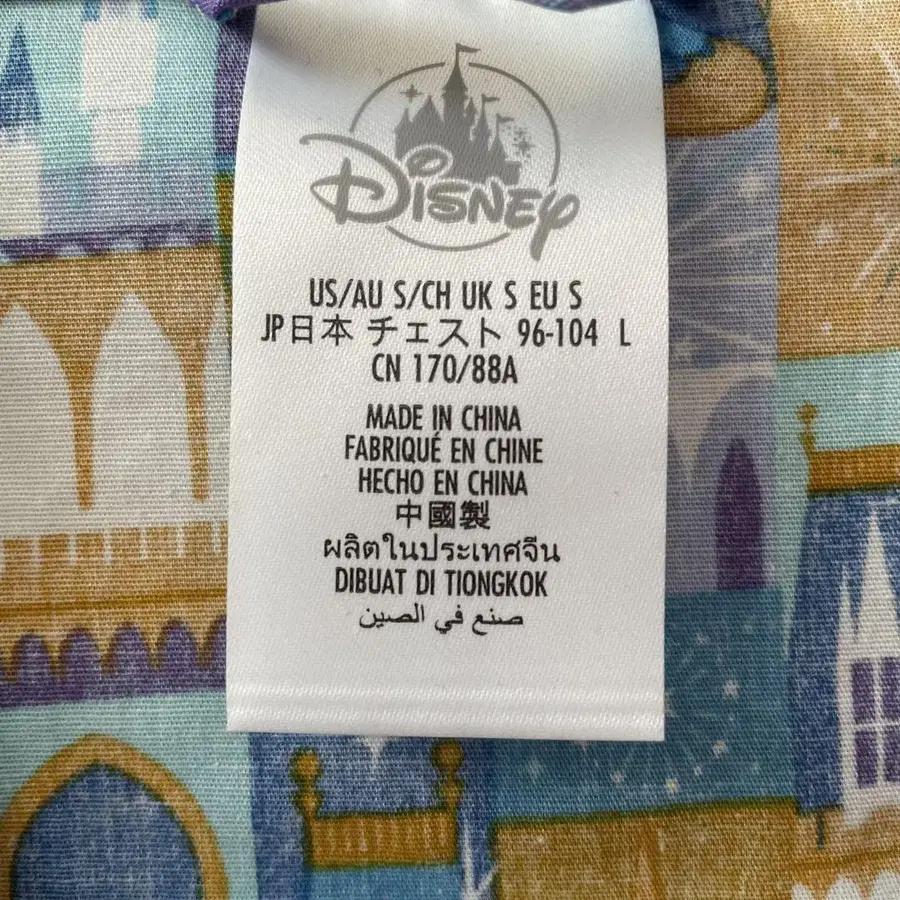 Disney
US/AU S/CH UK S EU S
JP日本 チェスト 96-104 L
CN 170/88A
MADE IN CHINA
FABRIQUÉ EN CHINE
HECHO EN CHINA
中國製
ผลิตในประเทศจีน
DIBUAT DI TIONGKOK
صنع في الصين